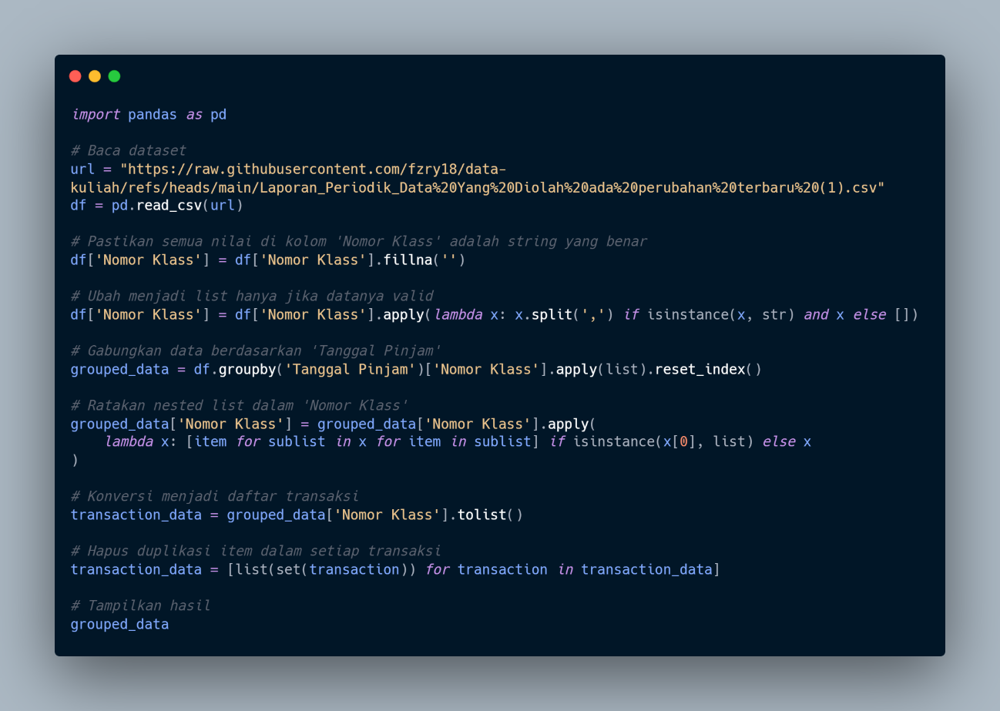 import pandas as pd
# Baca dataset
url = "https://raw.githubusercontent.com/fzry18/data-
kuliah/refs/heads/main/Laporan_Periodik_Data%20Yang%20Diolah%20ada%20perubahan%20terbaru%20(1).csv"
df = pd.read_csv(url)
# Pastikan semua nilai di kolom 'Nomor Klass' adalah string yang benar
df['Nomor Klass'] = df['Nomor Klass'].fillna('')
# Ubah menjadi list hanya jika datanya valid
df['Nomor Klass'] = df['Nomor Klass'].apply(lambda x: x.split(',') if isinstance(x, str) and x else [])
# Gabungkan data berdasarkan 'Tanggal Pinjam'
grouped_data = df.groupby('Tanggal Pinjam')['Nomor Klass'].apply(list).reset_index()
# Ratakan nested list dalam 'Nomor Klass'
grouped_data['Nomor Klass'] = grouped_data['Nomor Klass'].apply(
    lambda x: [item for sublist in x for item in sublist] if isinstance(x[0], list) else x
)
# Konversi menjadi daftar transaksi
transaction_data = grouped_data['Nomor Klass'].tolist()
# Hapus duplikasi item dalam setiap transaksi
transaction_data = [list(set(transaction)) for transaction in transaction_data]
# Tampilkan hasil
grouped_data